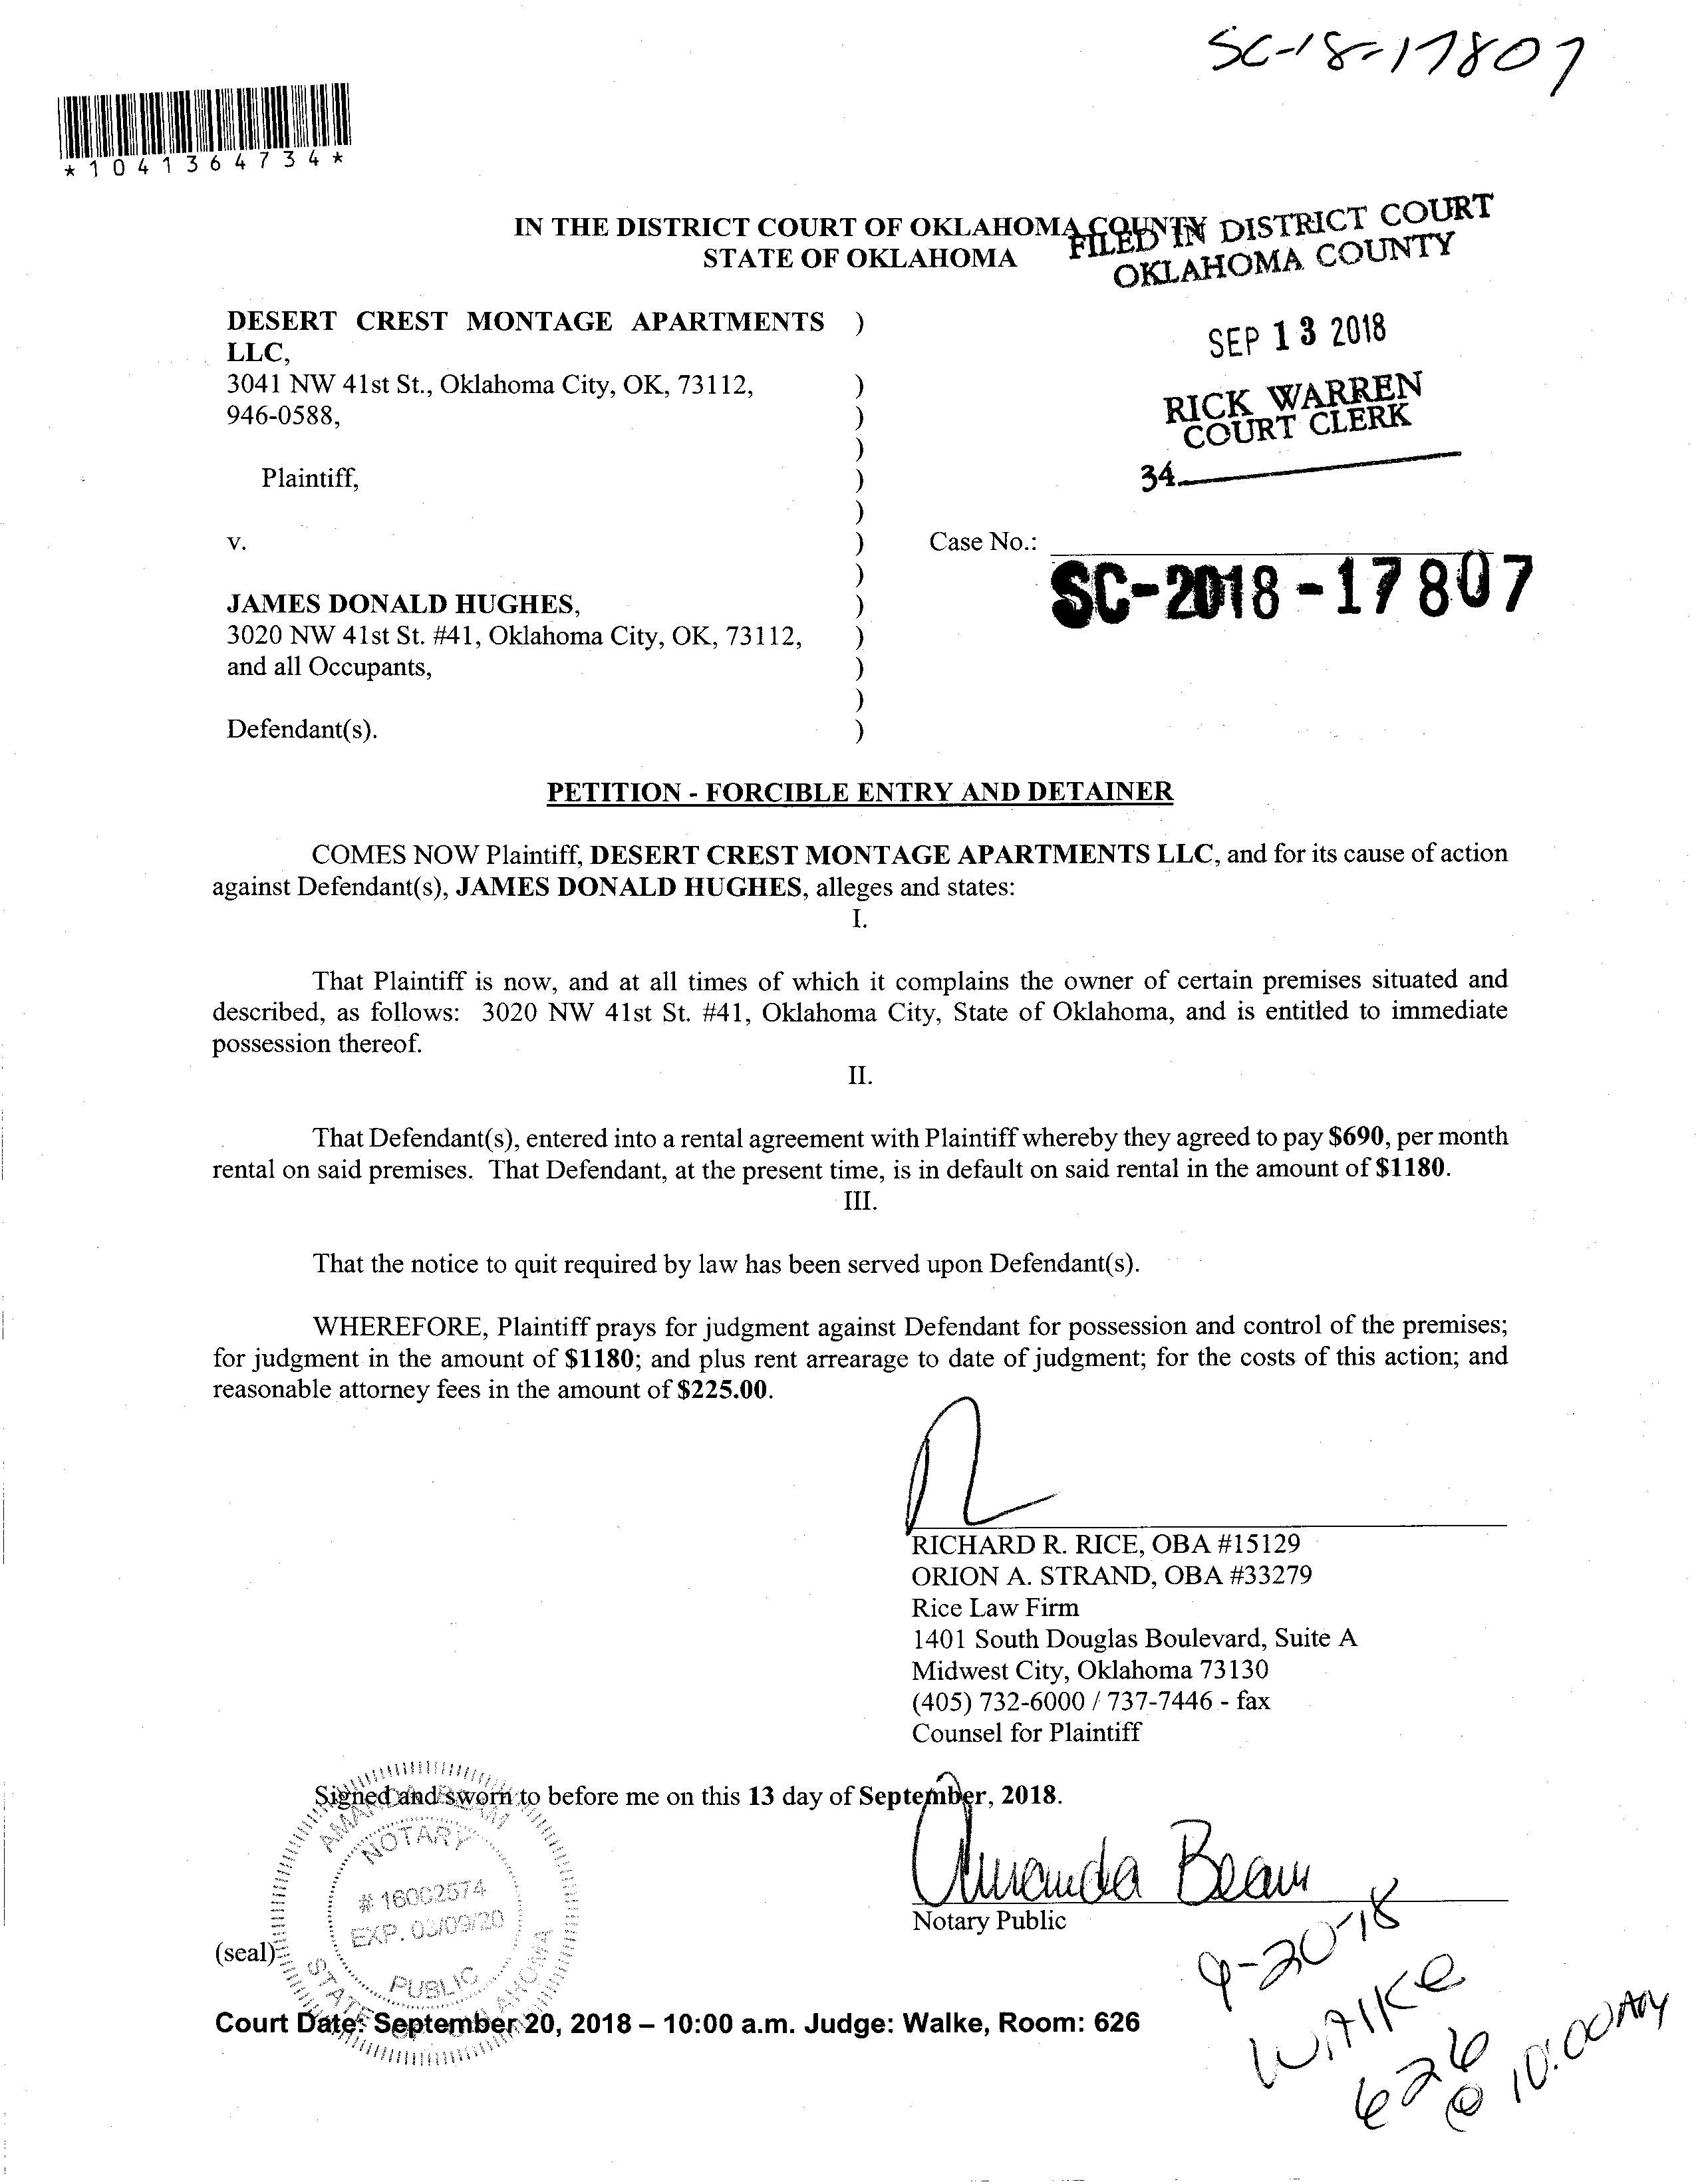 SC-18-17807
*1041364734*
IN THE DISTRICT COURT OF OKLAHOMA COUNTY
STATE OF OKLAHOMA
FILED IN DISTRICT COURT
OKLAHOMA COUNTY
SEP 13 2018
RICK WARREN
COURT CLERK
34.
DESERT CREST MONTAGE APARTMENTS )
LLC,
3041 NW 41st St., Oklahoma City, OK, 73112, )
946-0588, )
)
Plaintiff, )
)
v. ) Case No.:
SC-2018-17807
)
JAMES DONALD HUGHES, )
3020 NW 41st St. #41, Oklahoma City, OK, 73112, )
and all Occupants, )
)
Defendant(s). )
PETITION - FORCIBLE ENTRY AND DETAINER
COMES NOW Plaintiff, DESERT CREST MONTAGE APARTMENTS LLC, and for its cause of action
against Defendant(s), JAMES DONALD HUGHES, alleges and states:
I.
That Plaintiff is now, and at all times of which it complains the owner of certain premises situated and
described, as follows: 3020 NW 41st St. #41, Oklahoma City, State of Oklahoma, and is entitled to immediate
possession thereof.
II.
That Defendant(s), entered into a rental agreement with Plaintiff whereby they agreed to pay $690, per month
rental on said premises. That Defendant, at the present time, is in default on said rental in the amount of $1180.
III.
That the notice to quit required by law has been served upon Defendant(s).
WHEREFORE, Plaintiff prays for judgment against Defendant for possession and control of the premises;
for judgment in the amount of $1180; and plus rent arrearage to date of judgment; for the costs of this action; and
reasonable attorney fees in the amount of $225.00.
RICHARD R. RICE, OBA #15129
ORION A. STRAND, OBA #33279
Rice Law Firm
1401 South Douglas Boulevard, Suite A
Midwest City, Oklahoma 73130
(405) 732-6000 / 737-7446 - fax
Counsel for Plaintiff
Signed and sworn to before me on this 13 day of September, 2018.
Amanda Beam
Notary Public
(seal)
AMANDA BEAM
NOTARY
# 16002574
EXP. 03/09/20
PUBLIC
STATE OF OKLAHOMA
Court Date: September 20, 2018 – 10:00 a.m. Judge: Walke, Room: 626
9-20-18
WAlKe
626
@ 10:00 AM